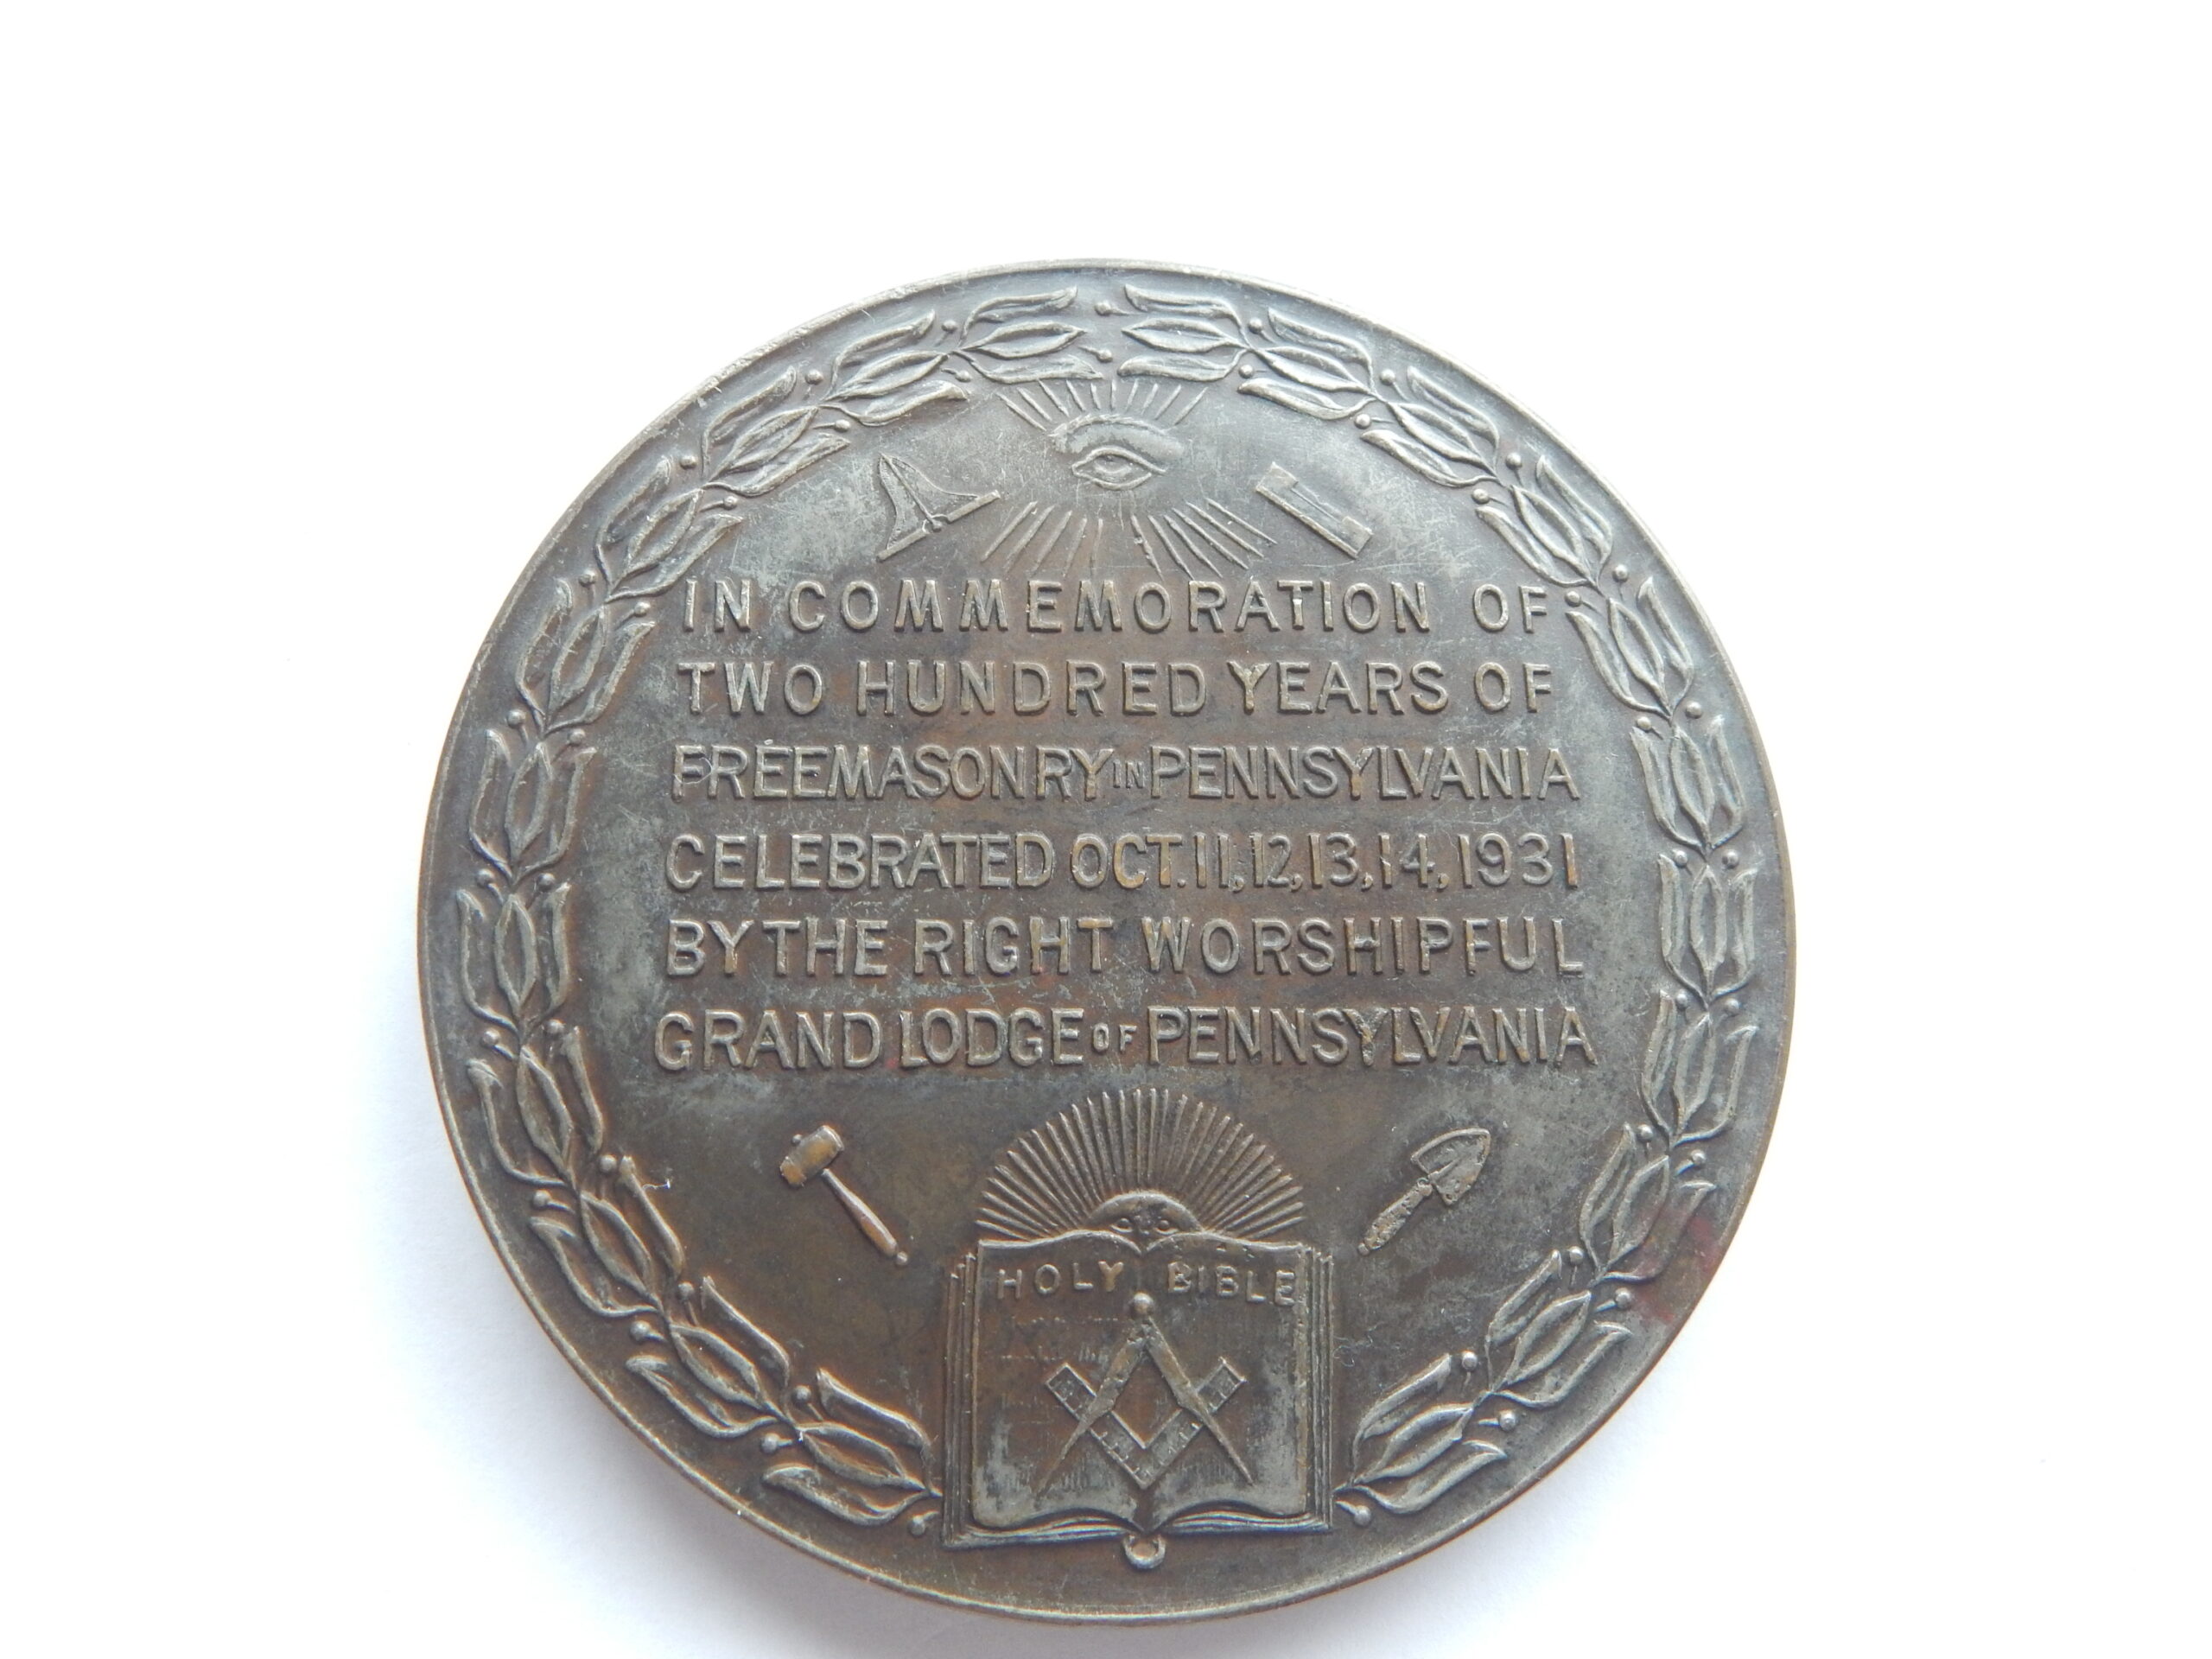 IN COMMEMORATION OF
TWO HUNDRED YEARS OF
FREEMASONRY IN PENNSYLVANIA
CELEBRATED OCT. 11, 12, 13, 14, 1931
BY THE RIGHT WORSHIPFUL
GRAND LODGE OF PENNSYLVANIA
HOLY BIBLE